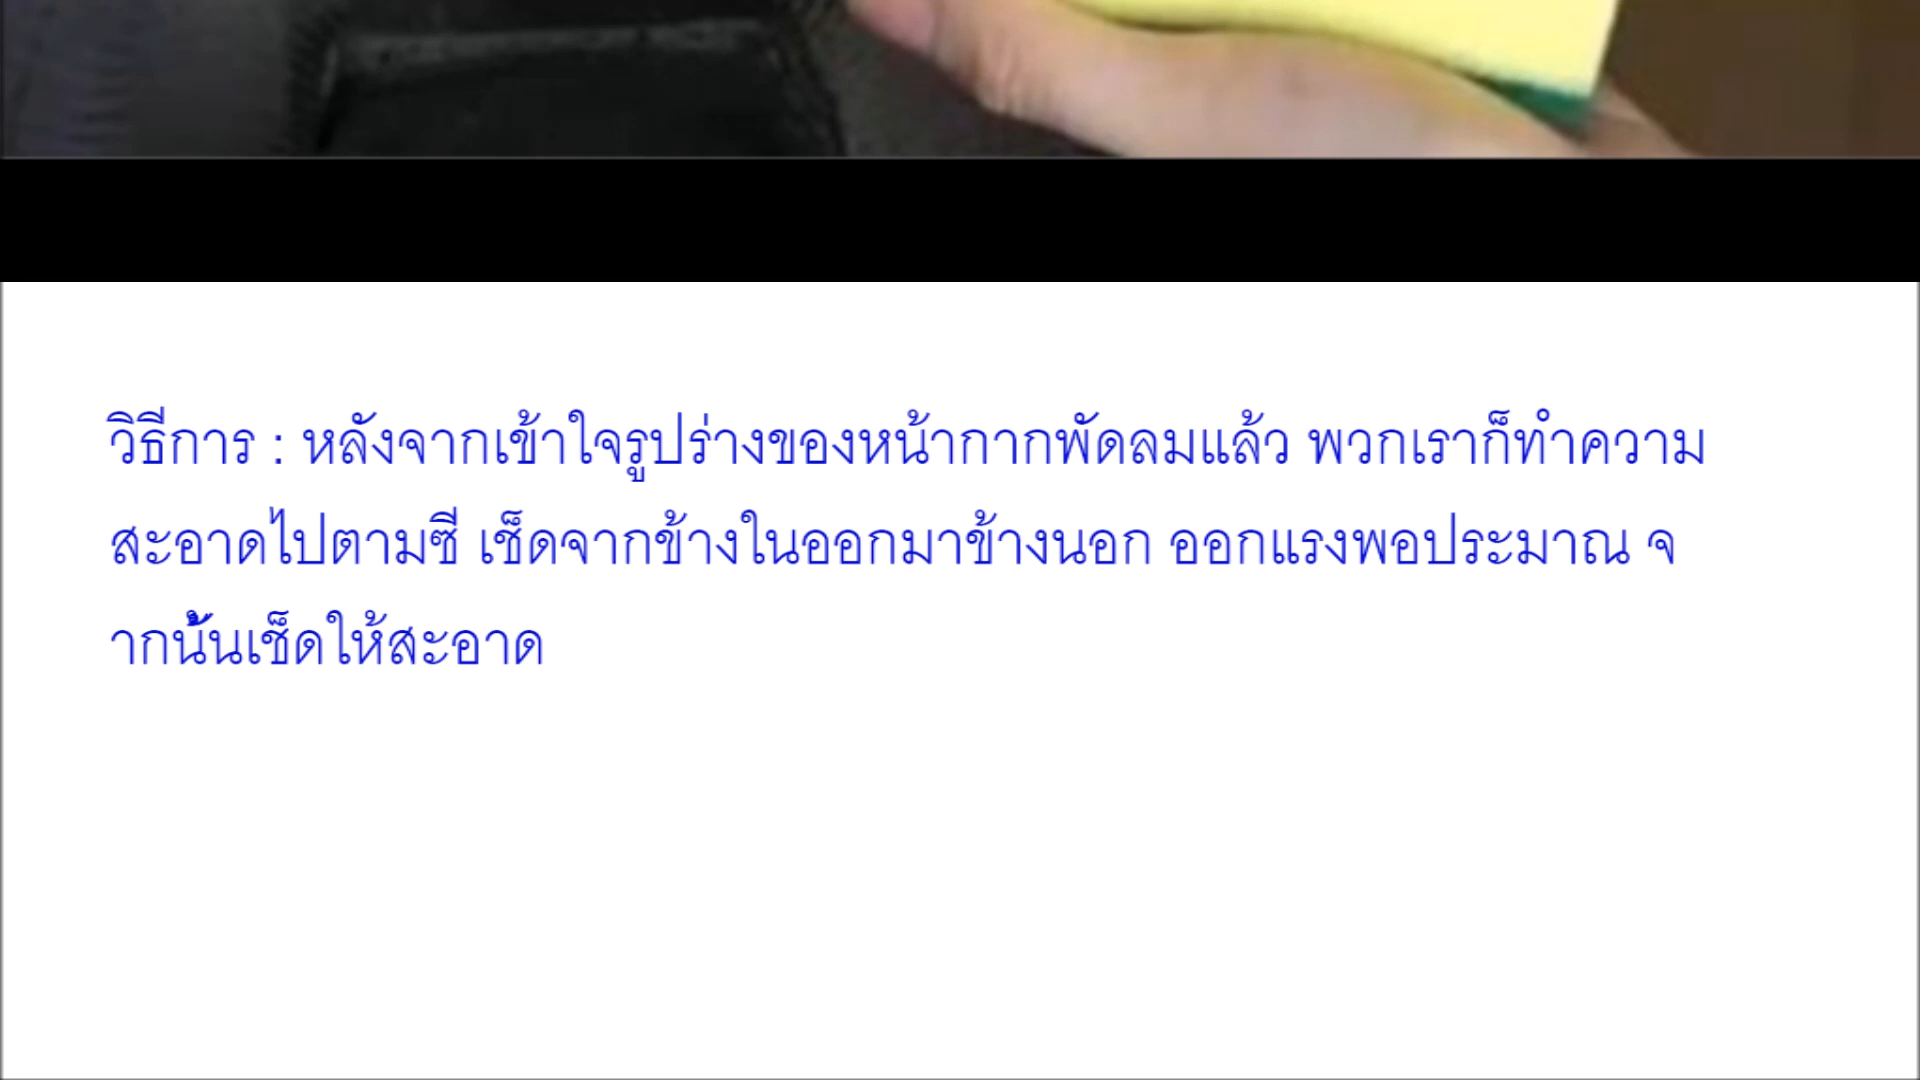 วิธีการ : หลังจากเข้าใจรูปร่างของหน้ากากพัดลมแล้ว พวกเราก็ทำความ
สะอาดไปตามซี่ เช็ดจากข้างในออกมาข้างนอก ออกแรงพอประมาณ จ
ากนั้นเช็ดให้สะอาด